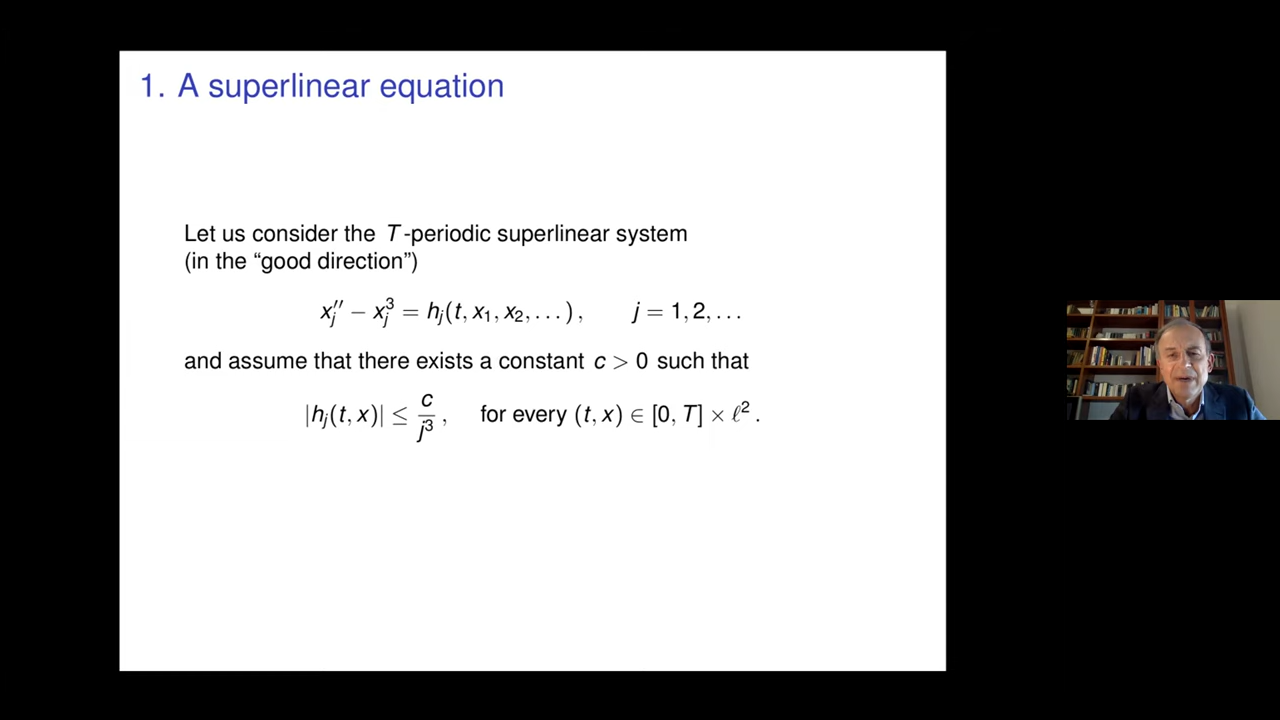 1. A superlinear equation
Let us consider the T-periodic superlinear system
(in the “good direction”)
x_j'' − x_j^3 = h_j(t, x_1, x_2, . . . ) ,   j = 1, 2, . . .
and assume that there exists a constant c > 0 such that
|h_j(t, x)| ≤ c/j^3 ,   for every (t, x) ∈ [0, T] × ℓ^2 .